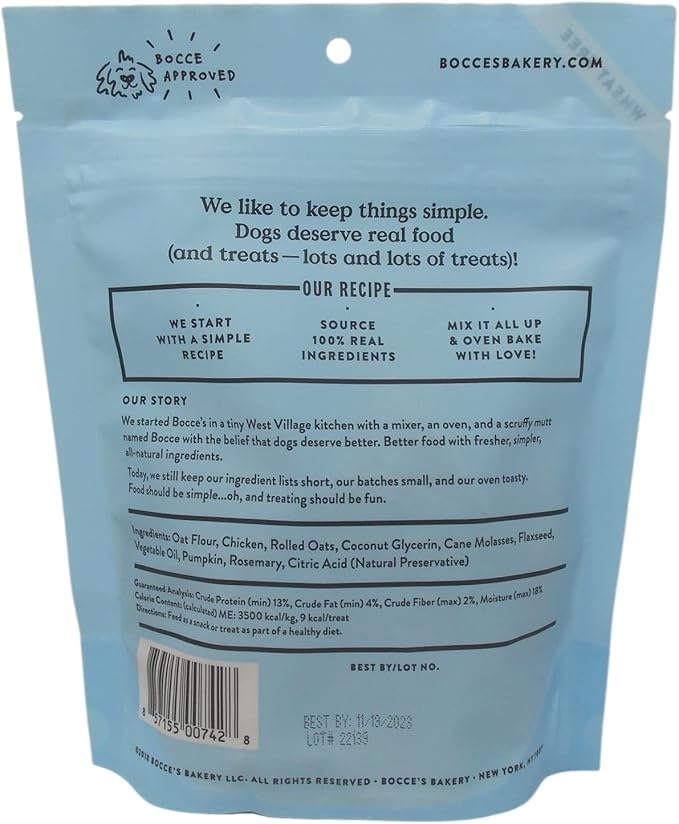 BOCCE
APPROVED
BOCCESBAKERY.COM
WHEAT FREE
We like to keep things simple.
Dogs deserve real food
(and treats—lots and lots of treats)!
OUR RECIPE
WE START
WITH A SIMPLE
RECIPE
SOURCE
100% REAL
INGREDIENTS
MIX IT ALL UP
& OVEN BAKE
WITH LOVE!
OUR STORY
We started Bocce's in a tiny West Village kitchen with a mixer, an oven, and a scruffy mutt
named Bocce with the belief that dogs deserve better. Better food with fresher, simpler,
all-natural ingredients.
Today, we still keep our ingredient lists short, our batches small, and our oven toasty.
Food should be simple...oh, and treating should be fun.
Ingredients: Oat Flour, Chicken, Rolled Oats, Coconut Glycerin, Cane Molasses, Flaxseed,
Vegetable Oil, Pumpkin, Rosemary, Citric Acid (Natural Preservative)
Guaranteed Analysis: Crude Protein (min) 13%, Crude Fat (min) 4%, Crude Fiber (max) 2%, Moisture (max) 18%
Calorie Content: (calculated) ME: 3500 kcal/kg, 9 kcal/treat
Directions: Feed as a snack or treat as part of a healthy diet.
BEST BY/LOT NO.
BEST BY: 11/19/2023
LOT# 22139
8 57155 00742 8
©2018 BOCCE'S BAKERY LLC. ALL RIGHTS RESERVED · BOCCE'S BAKERY · NEW YORK, NY